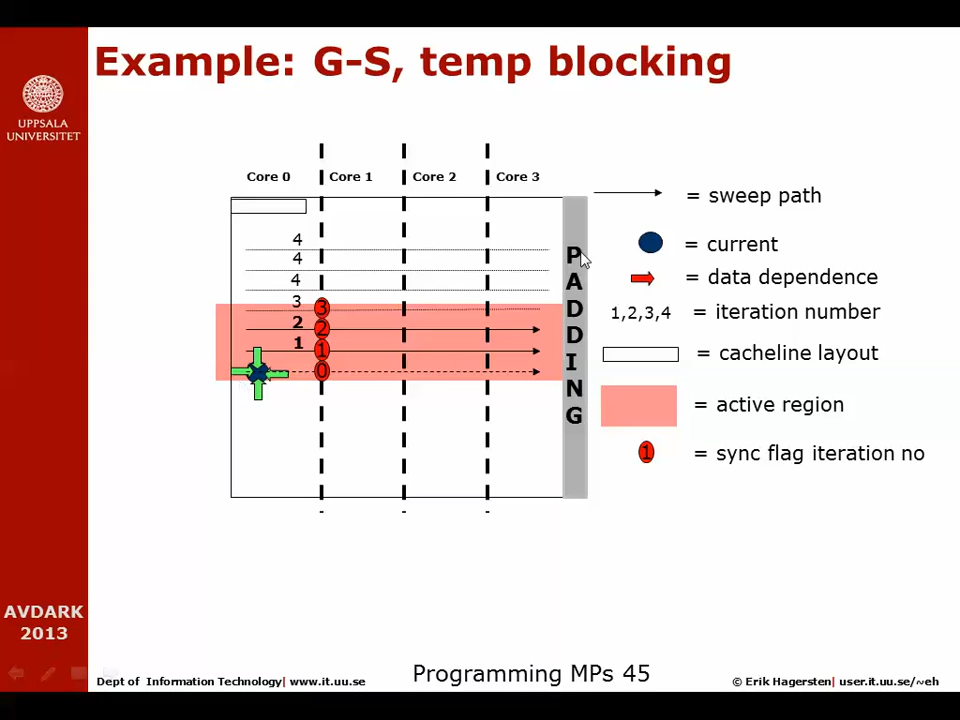 Example: G-S, temp blocking
UPPSALA
UNIVERSITET
Core 0
Core 1
Core 2
Core 3
4
4
4
3
2
1
3
2
1
0
PADDING
= sweep path
= current
= data dependence
1,2,3,4 = iteration number
= cacheline layout
= active region
1 = sync flag iteration no
AVDARK
2013
Dept of Information Technology| www.it.uu.se
Programming MPs 45
© Erik Hagersten| user.it.uu.se/~eh